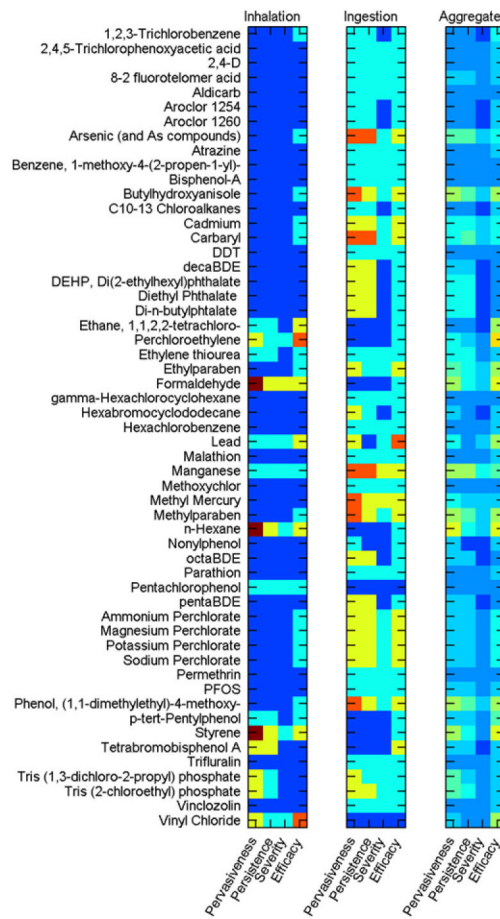 Inhalation Ingestion Aggregate
1,2,3-Trichlorobenzene
2,4,5-Trichlorophenoxyacetic acid
2,4-D
8-2 fluorotelomer acid
Aldicarb
Aroclor 1254
Aroclor 1260
Arsenic (and As compounds)
Atrazine
Benzene, 1-methoxy-4-(2-propen-1-yl)-
Bisphenol-A
Butylhydroxyanisole
C10-13 Chloroalkanes
Cadmium
Carbaryl
DDT
decaBDE
DEHP, Di(2-ethylhexyl)phthalate
Diethyl Phthalate
Di-n-butylphtalate
Ethane, 1,1,2,2-tetrachloro-
Perchloroethylene
Ethylene thiourea
Ethylparaben
Formaldehyde
gamma-Hexachlorocyclohexane
Hexabromocyclododecane
Hexachlorobenzene
Lead
Malathion
Manganese
Methoxychlor
Methyl Mercury
Methylparaben
n-Hexane
Nonylphenol
octaBDE
Parathion
Pentachlorophenol
pentaBDE
Ammonium Perchlorate
Magnesium Perchlorate
Potassium Perchlorate
Sodium Perchlorate
Permethrin
PFOS
Phenol, (1,1-dimethylethyl)-4-methoxy-
p-tert-Pentylphenol
Styrene
Tetrabromobisphenol A
Trifluralin
Tris (1,3-dichloro-2-propyl) phosphate
Tris (2-chloroethyl) phosphate
Vinclozolin
Vinyl Chloride
Pervasiveness Persistence Severity Efficacy Pervasiveness Persistence Severity Efficacy Pervasiveness Persistence Severity Efficacy